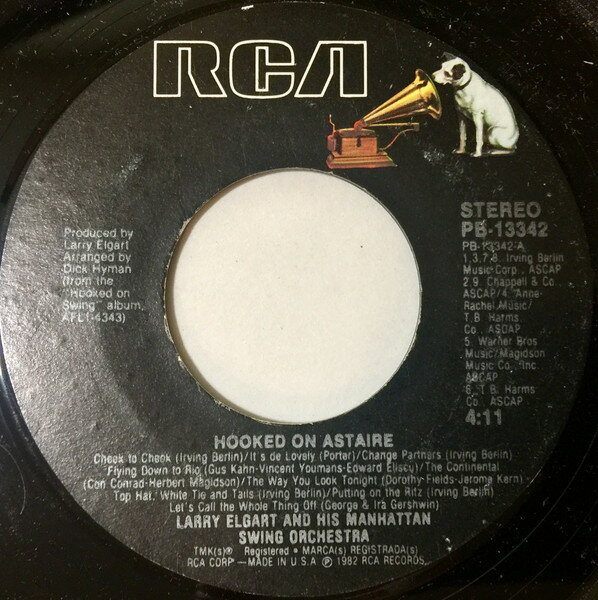 RCA
Produced by
Larry Elgart
Arranged by
Dick Hyman
(from the
"Hooked on
Swing" album,
AFL1-4343)
STEREO
PB-13342
PB-13342-A
1,3,7,8. Irving Berlin
Music Corp., ASCAP
2,9. Chappell & Co.
ASCAP/4. Anne-
Rachel Music/
T.B. Harms
Co., ASCAP
5. Warner Bros
Music/Magidson
Music Co., Inc.
ASCAP
6. T.B. Harms
Co., ASCAP
4:11
HOOKED ON ASTAIRE
Cheek to Cheek (Irving Berlin)/It's de Lovely (Porter)/Change Partners (Irving Berlin)/
Flying Down to Rio (Gus Kahn-Vincent Youmans-Edward Eliscu)/The Continental
(Con Conrad-Herbert Magidson)/The Way You Look Tonight (Dorothy Fields-Jerome Kern)/
Top Hat, White Tie and Tails (Irving Berlin)/Putting on the Ritz (Irving Berlin)/
Let's Call the Whole Thing Off (George & Ira Gershwin)
LARRY ELGART AND HIS MANHATTAN
SWING ORCHESTRA
TMK(s)® Registered • MARCA(s) REGISTRADA(s)
RCA CORP—MADE IN U.S.A. ℗ 1982 RCA RECORDS